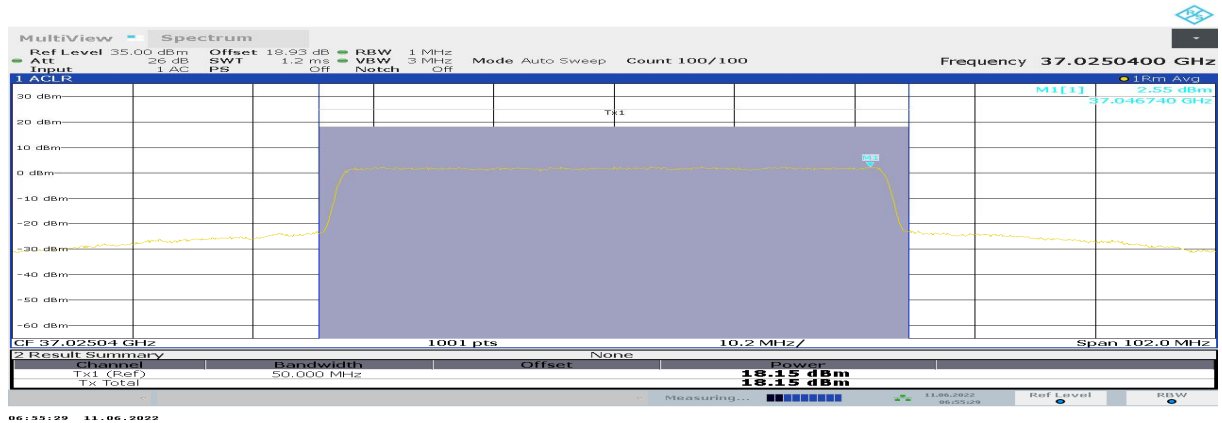 R&S
MultiView Spectrum
Ref Level 35.00 dBm Offset 18.93 dB RBW 1 MHz
Att 26 dB SWT 1.2 ms VBW 3 MHz Mode Auto Sweep Count 100/100 Frequency 37.0250400 GHz
Input 1 AC PS Off Notch Off
1 ACLR 1Rm Avg
M1[1] 2.55 dBm
37.046740 GHz
30 dBm
Tx1
20 dBm
10 dBm
M1
0 dBm
-10 dBm
-20 dBm
-30 dBm
-40 dBm
-50 dBm
-60 dBm
CF 37.02504 GHz 1001 pts 10.2 MHz/ Span 102.0 MHz
2 Result Summary None
Channel Bandwidth Offset Power
Tx1 (Ref) 50.000 MHz 18.15 dBm
Tx Total 18.15 dBm
Measuring... 11.06.2022 Ref Level RBW
06:55:29
06:55:29 11.06.2022